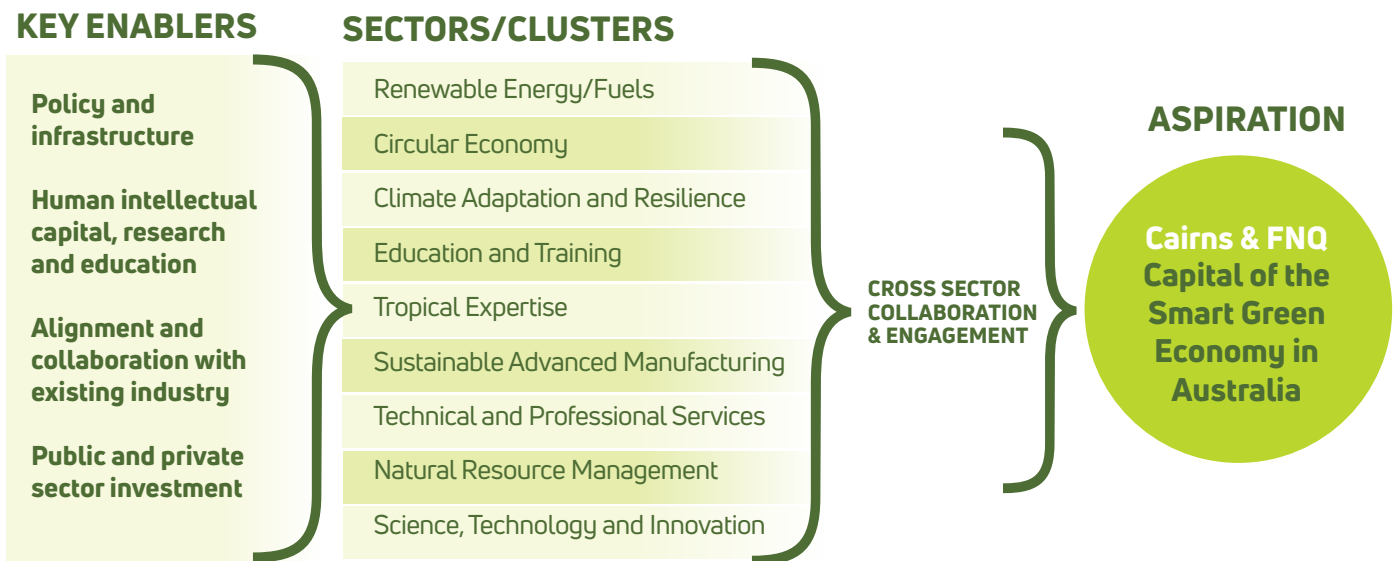 KEY ENABLERS
Policy and
infrastructure
Human intellectual
capital, research
and education
Alignment and
collaboration with
existing industry
Public and private
sector investment
SECTORS/CLUSTERS
Renewable Energy/Fuels
Circular Economy
Climate Adaptation and Resilience
Education and Training
Tropical Expertise
Sustainable Advanced Manufacturing
Technical and Professional Services
Natural Resource Management
Science, Technology and Innovation
CROSS SECTOR
COLLABORATION
& ENGAGEMENT
ASPIRATION
Cairns & FNQ
Capital of the
Smart Green
Economy in
Australia